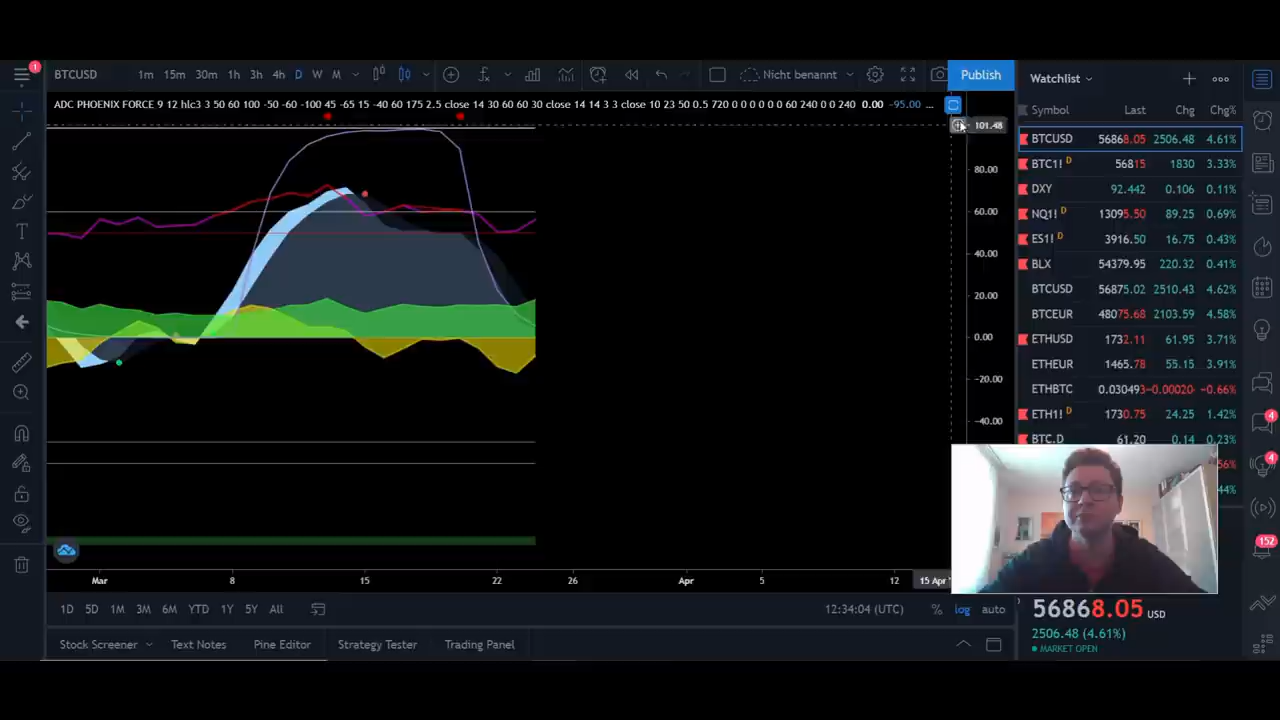 1
BTCUSD 1m 15m 30m 1h 3h 4h D W M Nicht benannt Publish
Watchlist
ADC PHOENIX FORCE 9 12 hlc3 3 50 60 100 -50 -60 -100 45 -65 15 -40 60 175 2.5 close 14 30 60 60 30 close 14 14 3 3 close 10 23 50 0.5 720 0 0 0 0 0 0 60 240 0 0 240 0.00 -95.00 ...
Symbol Last Chg Chg%
BTCUSD 56868.05 2506.48 4.61%
BTC1! D 56815 1830 3.33%
DXY 92.442 0.106 0.11%
NQ1! D 13095.50 89.25 0.69%
ES1! D 3916.50 16.75 0.43%
BLX 54379.95 220.32 0.41%
BTCUSD 56875.02 2510.43 4.62%
BTCEUR 48075.68 2103.59 4.58%
ETHUSD 1732.11 61.95 3.71%
ETHEUR 1465.78 55.15 3.91%
ETHBTC 0.030493 -0.00020 -0.66%
ETH1! D 1730.75 24.25 1.42%
BTC.D 61.20 0.14 0.23%
56%
44%
101.48
80.00
60.00
40.00
20.00
0.00
-20.00
-40.00
4
4
152
Mar 8 15 22 26 Apr 5 12 15 Apr
1D 5D 1M 3M 6M YTD 1Y 5Y All 12:34:04 (UTC) % log auto
56868.05 USD
2506.48 (4.61%)
MARKET OPEN
Stock Screener Text Notes Pine Editor Strategy Tester Trading Panel